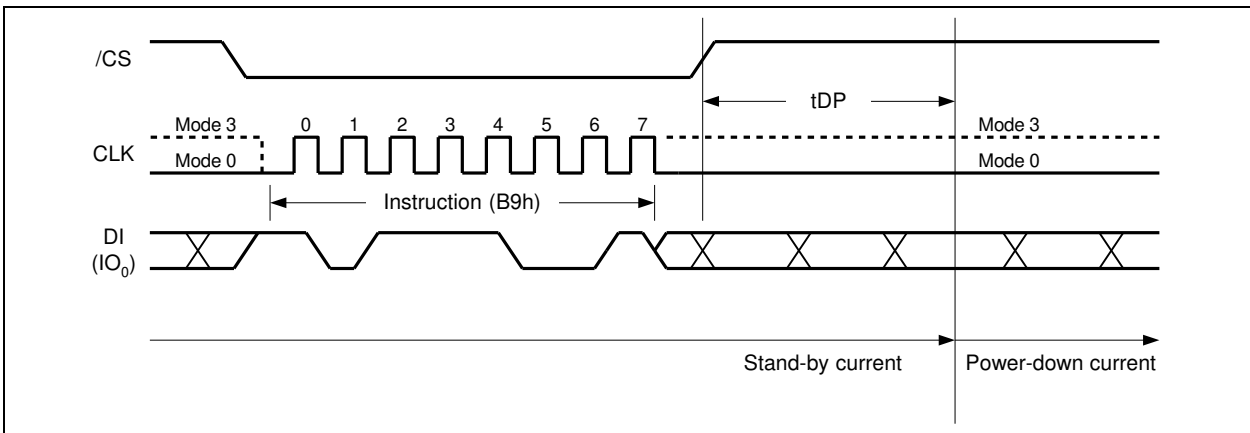 /CS
tDP
Mode 3 0 1 2 3 4 5 6 7 Mode 3
CLK
Mode 0 Mode 0
Instruction (B9h)
DI
(IO₀)
Stand-by current Power-down current